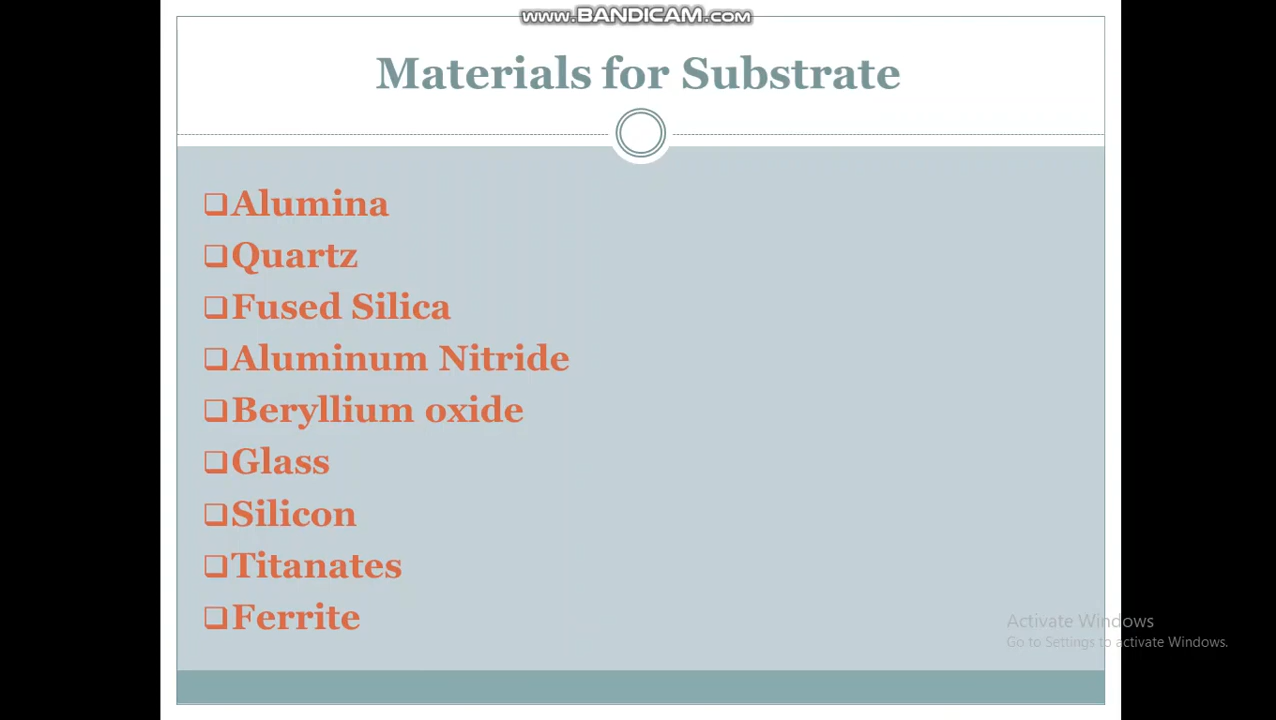 www.BANDICAM.com
Materials for Substrate
❑Alumina
❑Quartz
❑Fused Silica
❑Aluminum Nitride
❑Beryllium oxide
❑Glass
❑Silicon
❑Titanates
❑Ferrite
Activate Windows
Go to Settings to activate Windows.